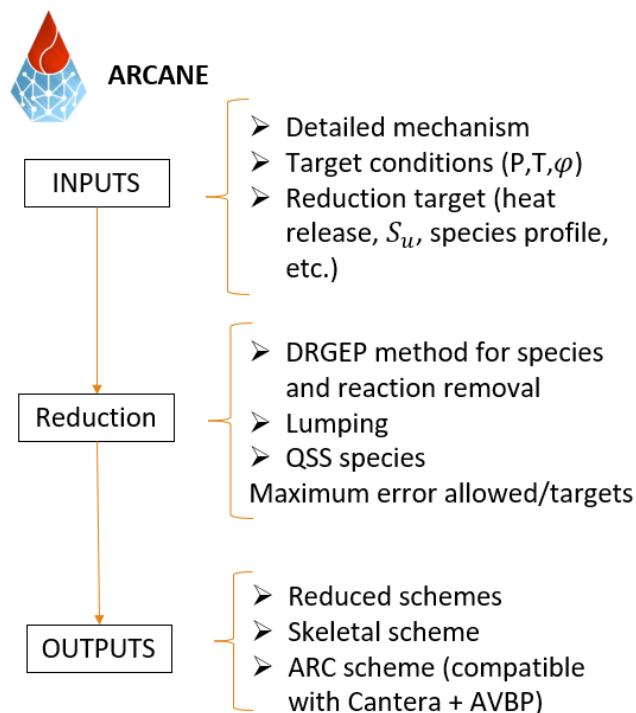 ARCANE
INPUTS
➢ Detailed mechanism
➢ Target conditions (P,T,φ)
➢ Reduction target (heat
release, Sᵤ, species profile,
etc.)
Reduction
➢ DRGEP method for species
and reaction removal
➢ Lumping
➢ QSS species
Maximum error allowed/targets
OUTPUTS
➢ Reduced schemes
➢ Skeletal scheme
➢ ARC scheme (compatible
with Cantera + AVBP)